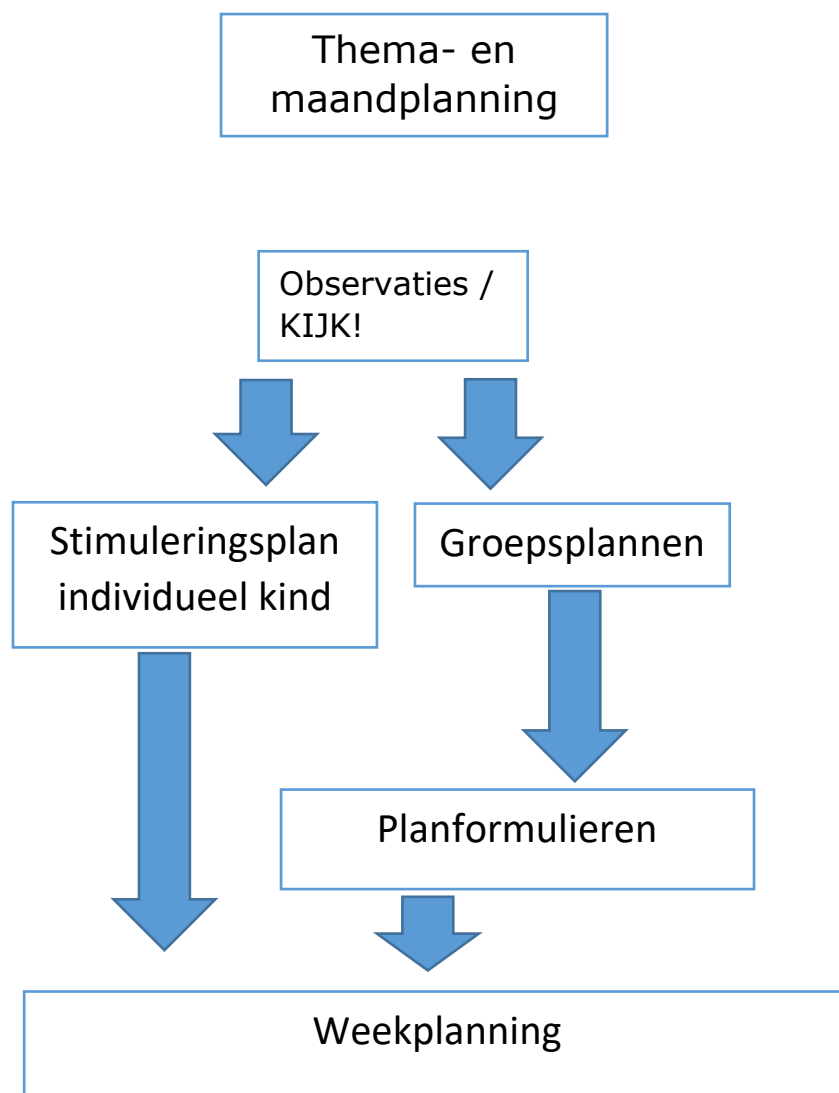 Thema- en
maandplanning
Observaties /
KIJK!
Stimuleringsplan
individueel kind
Groepsplannen
Planformulieren
Weekplanning